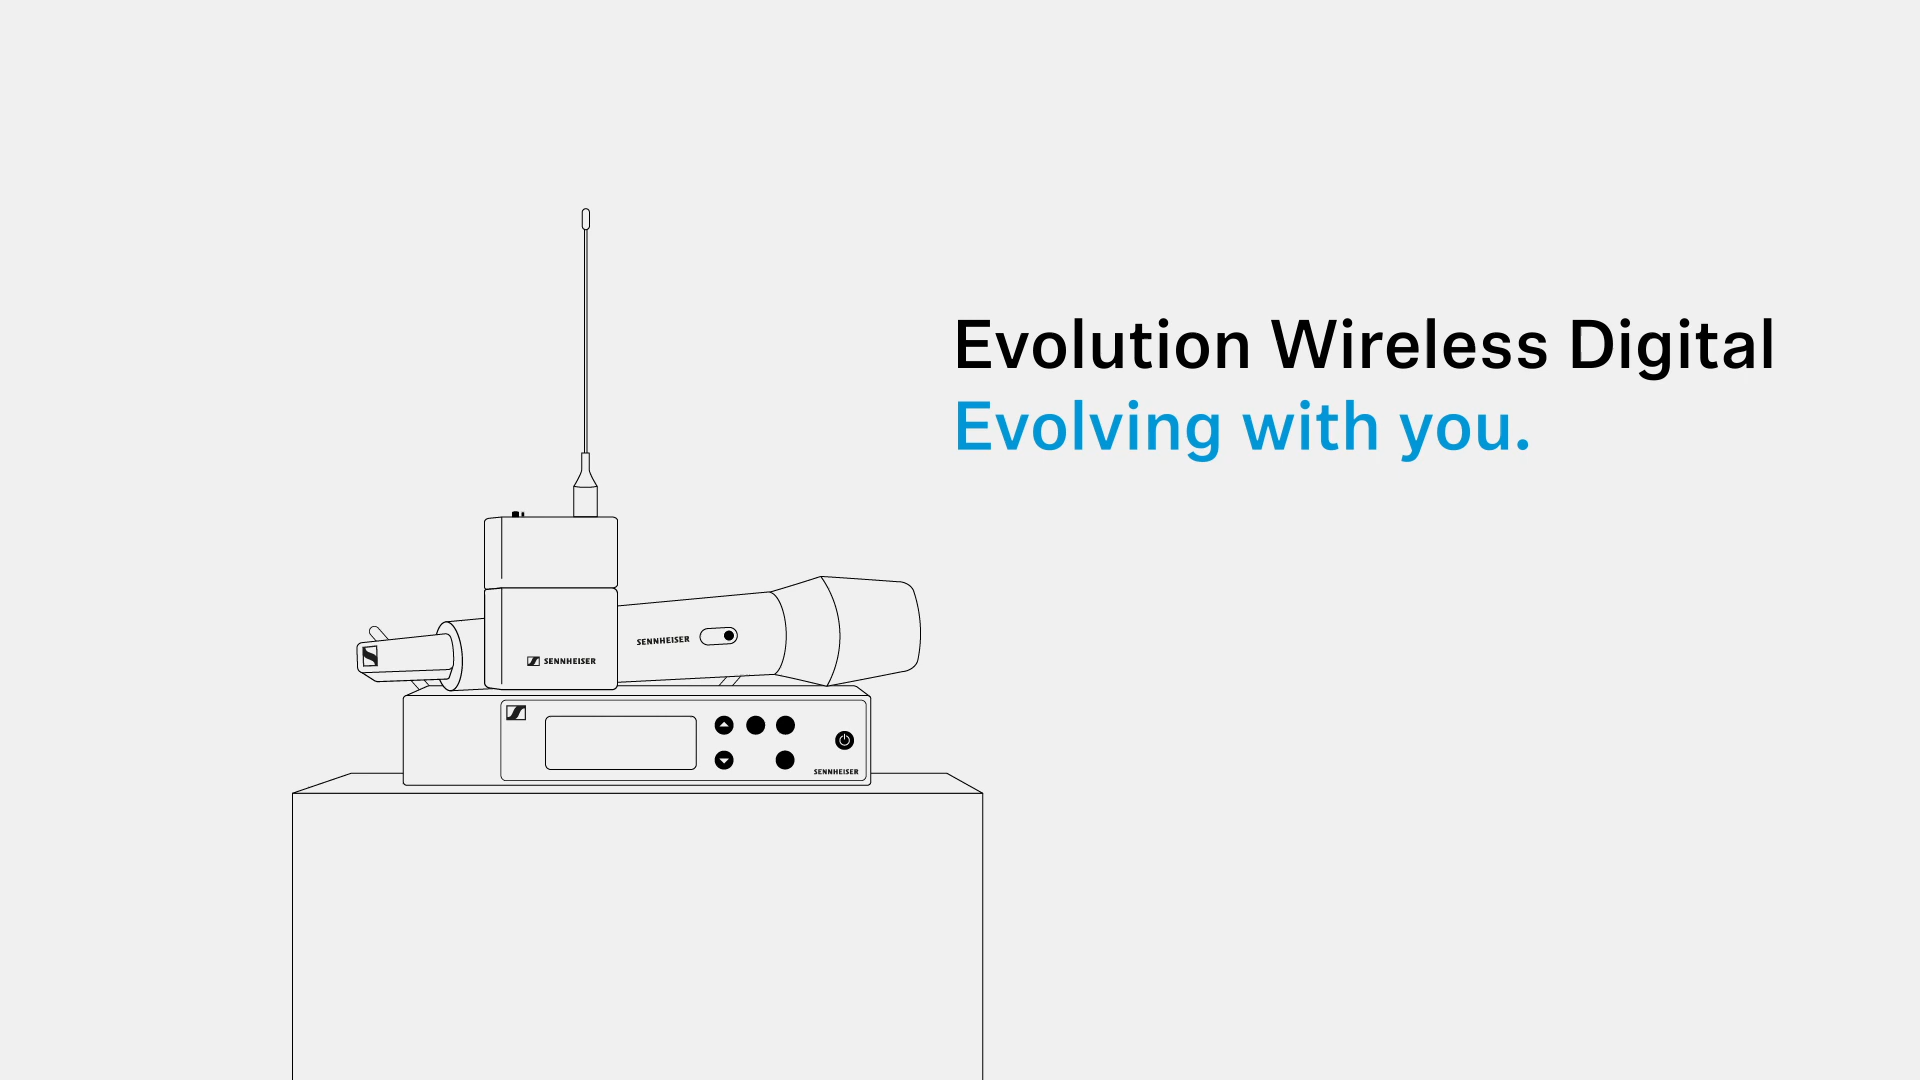 Evolution Wireless Digital
Evolving with you.
SENNHEISER
SENNHEISER
SENNHEISER